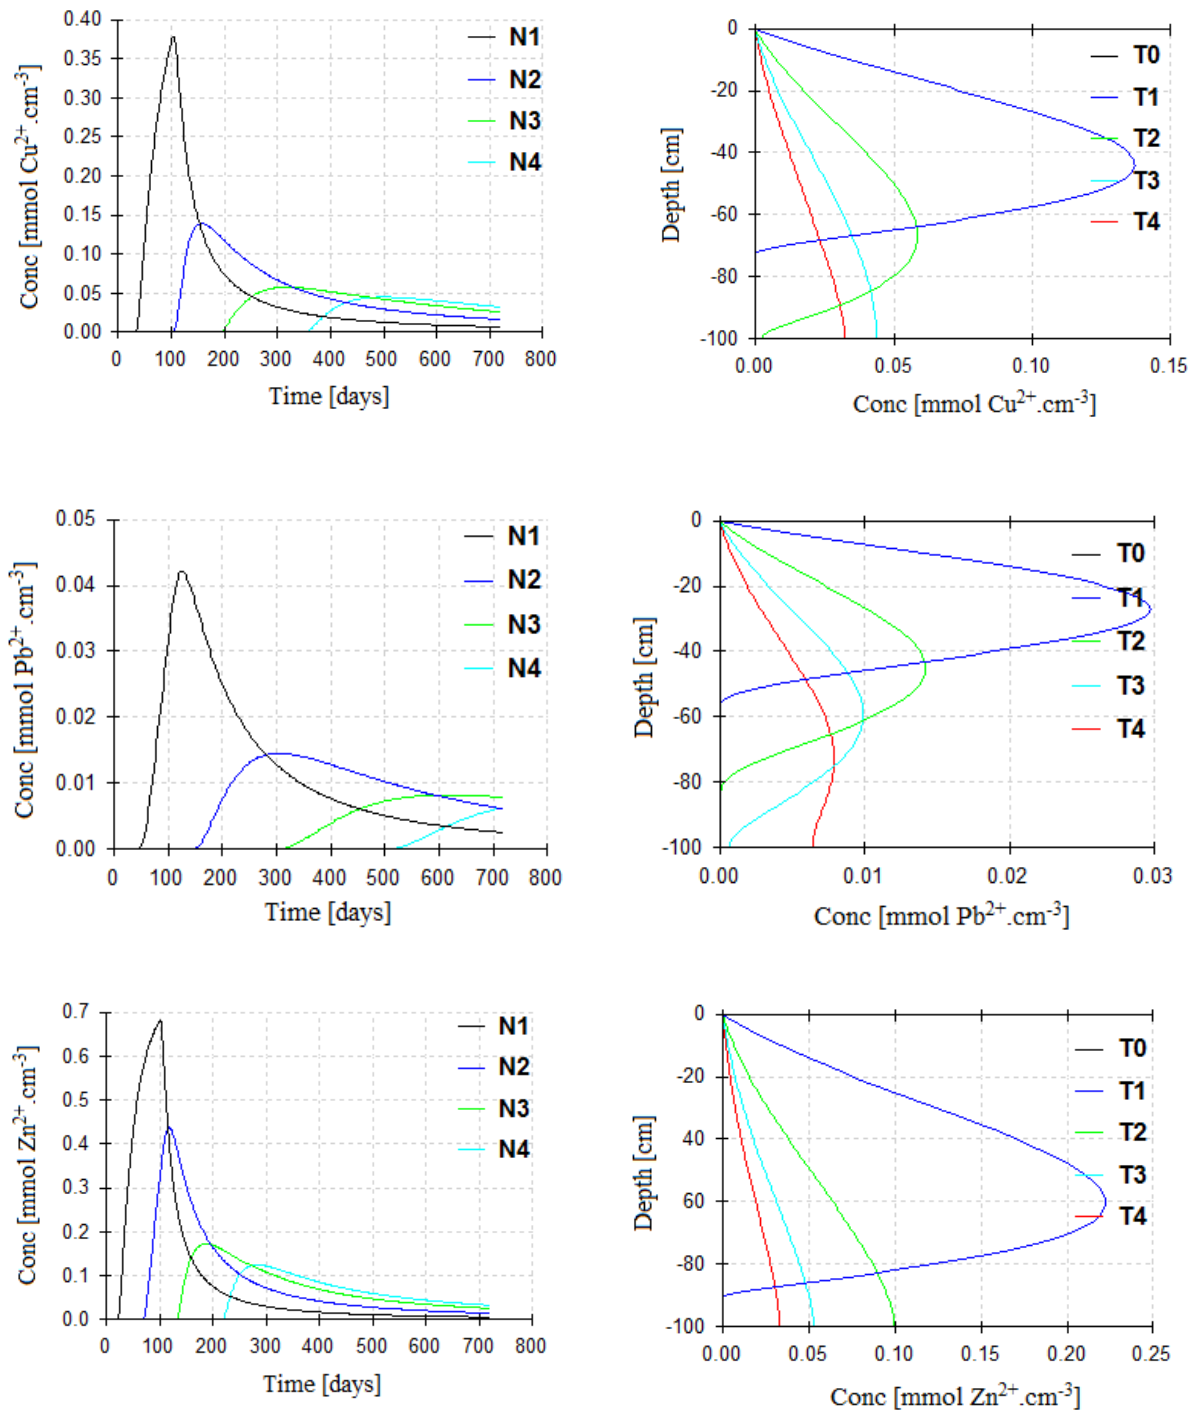 0.40
0.35
0.30
0.25
0.20
0.15
0.10
0.05
0.00
Conc [mmol Cu²⁺.cm⁻³]
N1
N2
N3
N4
0 100 200 300 400 500 600 700 800
Time [days]
0
-20
-40
-60
-80
-100
Depth [cm]
T0
T1
T2
T3
T4
0.00 0.05 0.10 0.15
Conc [mmol Cu²⁺.cm⁻³]
0.05
0.04
0.03
0.02
0.01
0.00
Conc [mmol Pb²⁺.cm⁻³]
N1
N2
N3
N4
0 100 200 300 400 500 600 700 800
Time [days]
0
-20
-40
-60
-80
-100
Depth [cm]
T0
T1
T2
T3
T4
0.00 0.01 0.02 0.03
Conc [mmol Pb²⁺.cm⁻³]
0.7
0.6
0.5
0.4
0.3
0.2
0.1
0.0
Conc [mmol Zn²⁺.cm⁻³]
N1
N2
N3
N4
0 100 200 300 400 500 600 700 800
Time [days]
0
-20
-40
60
-80
-100
Depth [cm]
T0
T1
T2
T3
T4
0.00 0.05 0.10 0.15 0.20 0.25
Conc [mmol Zn²⁺.cm⁻³]